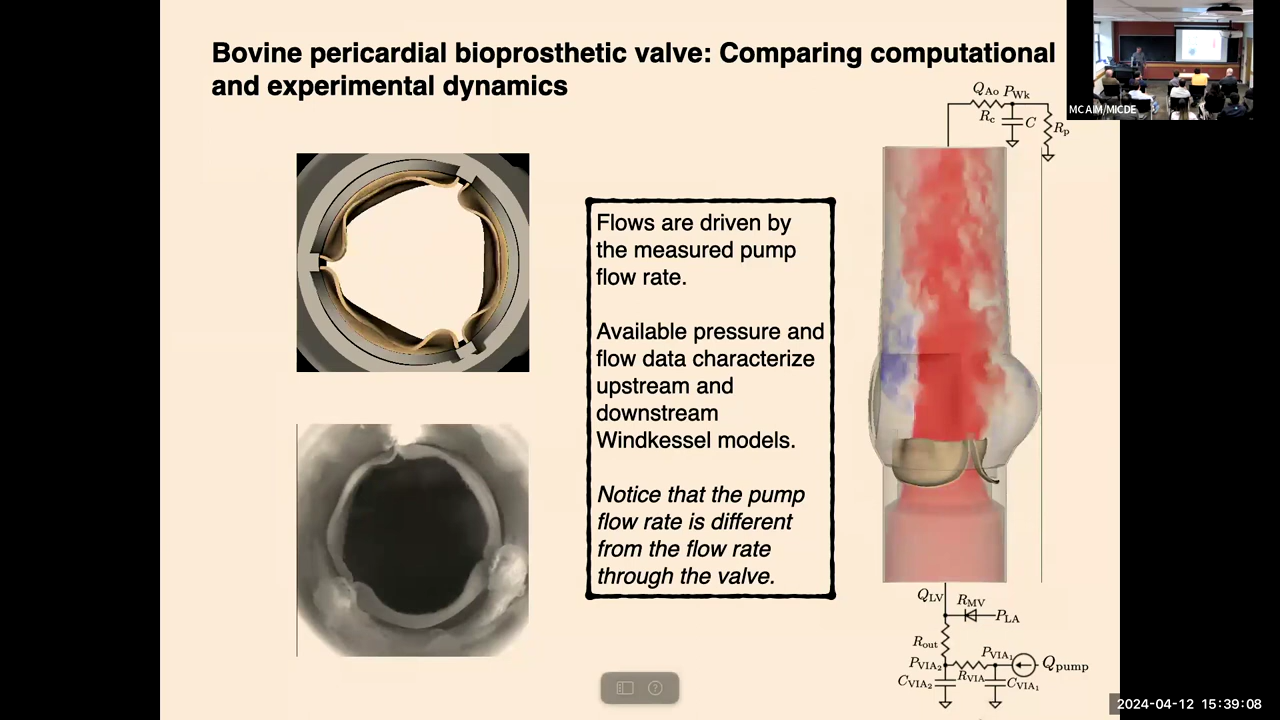 Bovine pericardial bioprosthetic valve: Comparing computational
and experimental dynamics
MCAIM/MICDE
Q_Ao P_Wk
R_c C R_p
Flows are driven by
the measured pump
flow rate.
Available pressure and
flow data characterize
upstream and
downstream
Windkessel models.
Notice that the pump
flow rate is different
from the flow rate
through the valve.
Q_LV R_MV P_LA
R_out
P_VIA₂ R_VIA P_VIA₁ Q_pump
C_VIA₂ C_VIA₁
2024-04-12 15:39:08